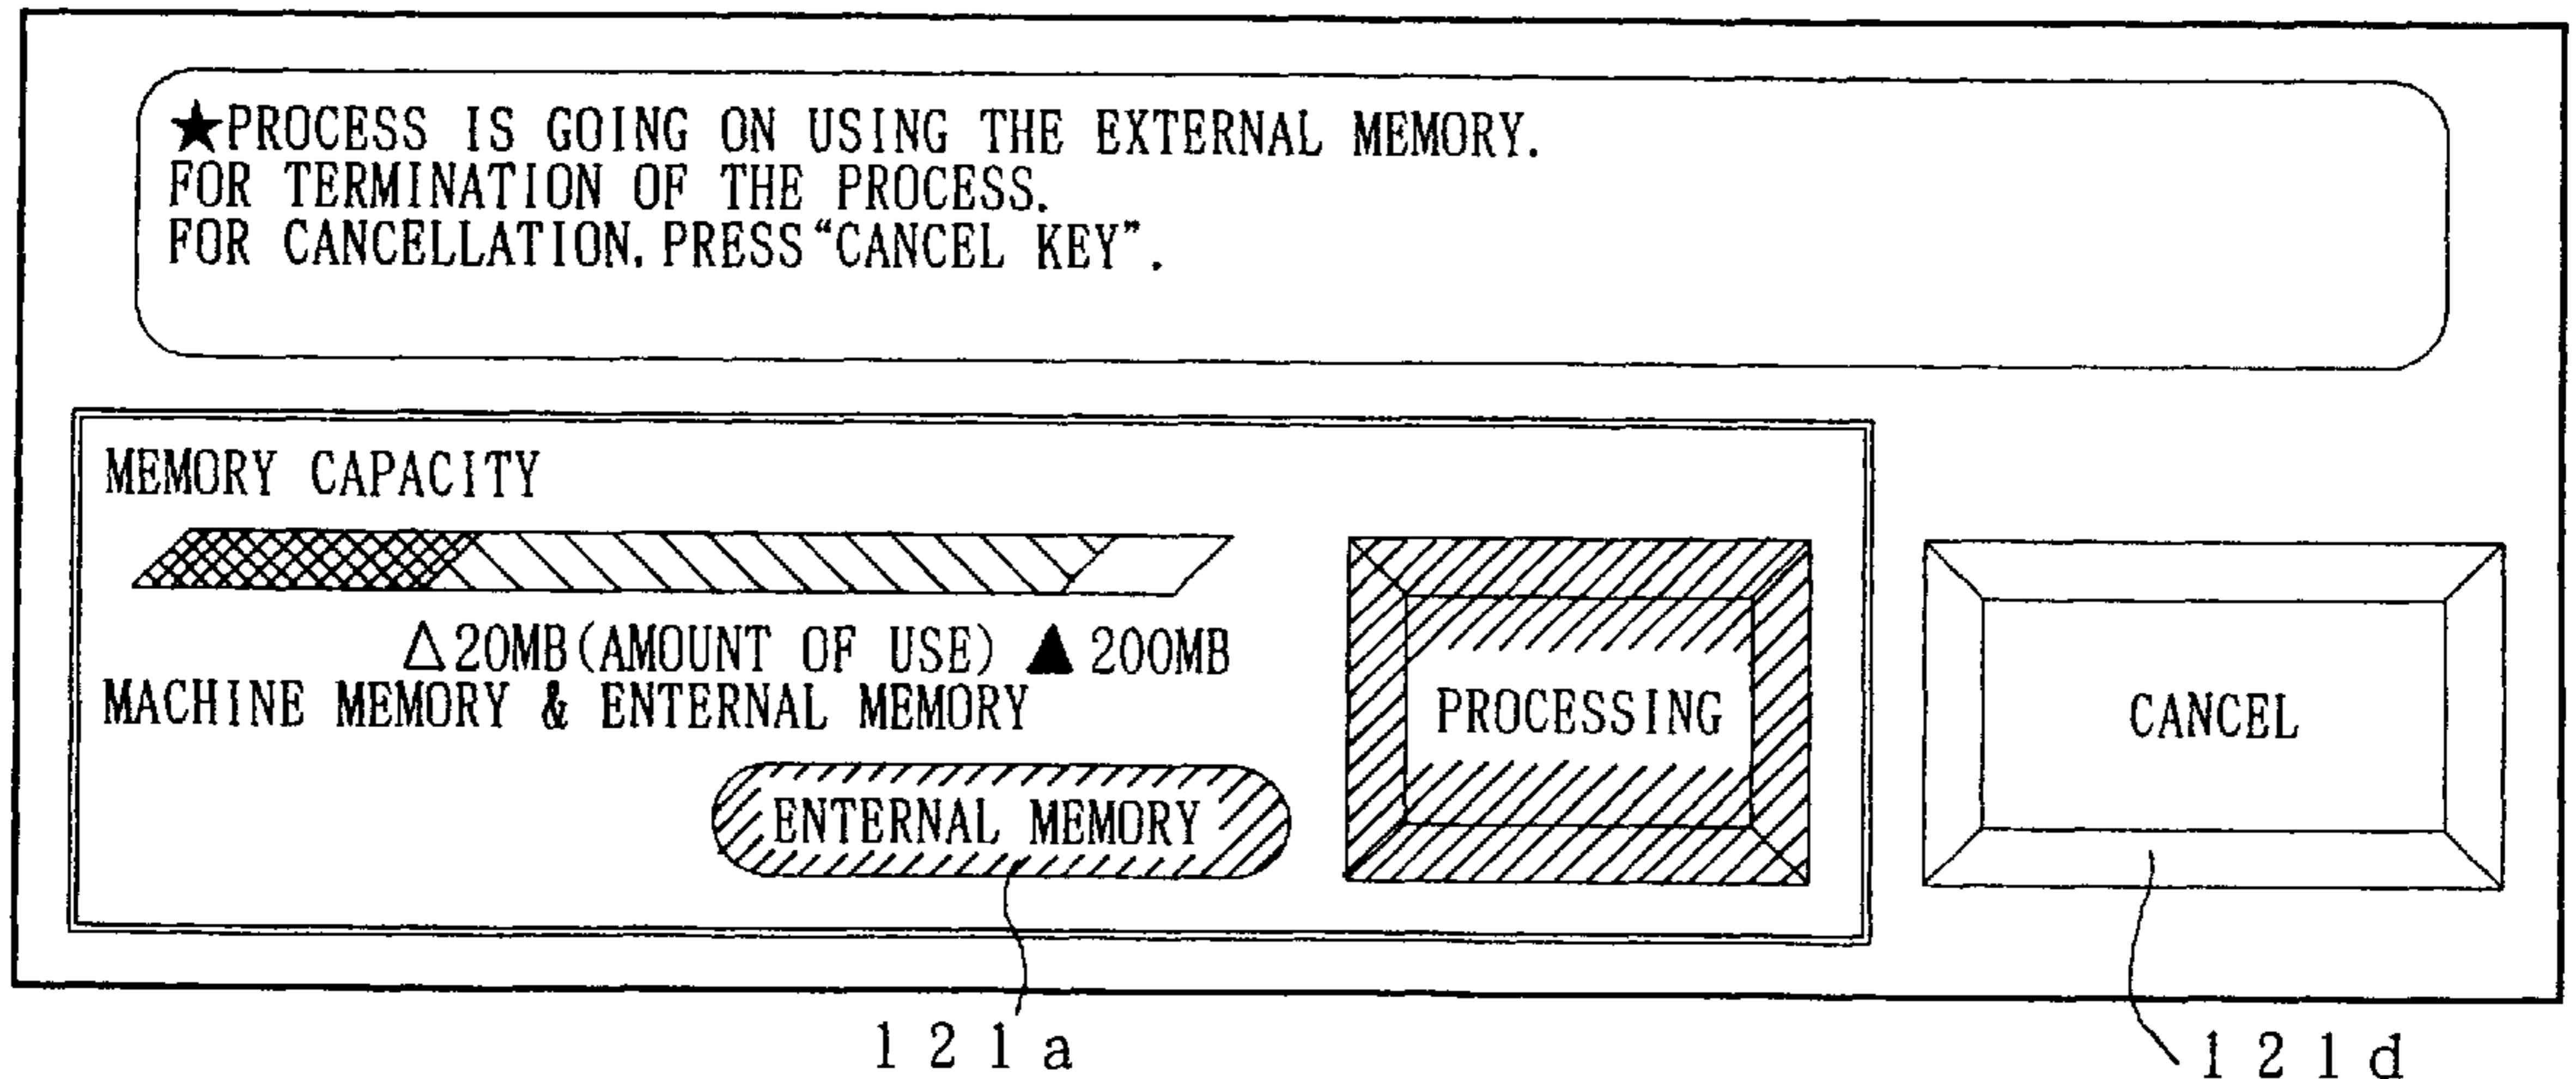 ★PROCESS IS GOING ON USING THE EXTERNAL MEMORY.
FOR TERMINATION OF THE PROCESS.
FOR CANCELLATION. PRESS “CANCEL KEY”.
MEMORY CAPACITY
△20MB(AMOUNT OF USE) ▲ 200MB
MACHINE MEMORY & ENTERNAL MEMORY
ENTERNAL MEMORY
PROCESSING
CANCEL
121a
121d